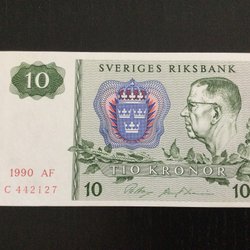 10
SVERIGES RIKSBANK
1990 AF
C 442127
TIO KRONOR
10
10